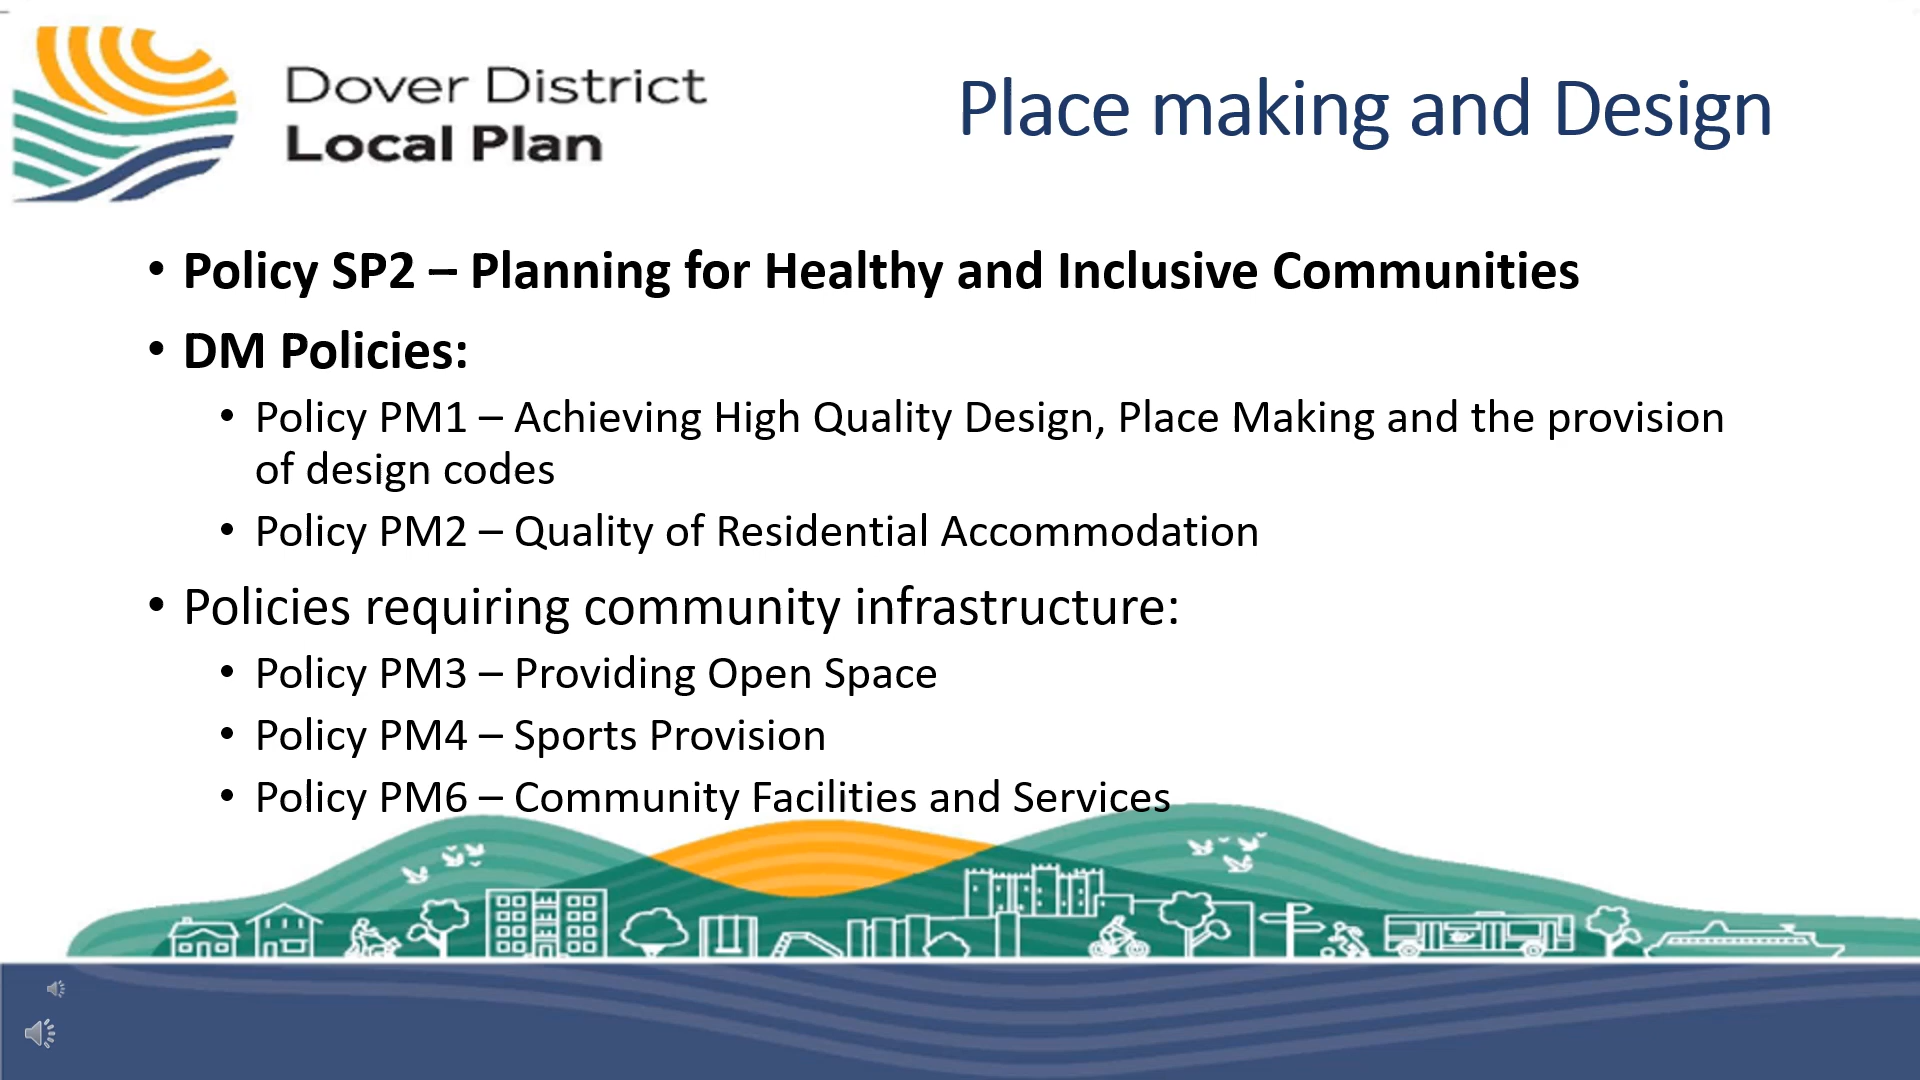 Dover District
Local Plan
Place making and Design
• Policy SP2 – Planning for Healthy and Inclusive Communities
• DM Policies:
• Policy PM1 – Achieving High Quality Design, Place Making and the provision
of design codes
• Policy PM2 – Quality of Residential Accommodation
• Policies requiring community infrastructure:
• Policy PM3 – Providing Open Space
• Policy PM4 – Sports Provision
• Policy PM6 – Community Facilities and Services